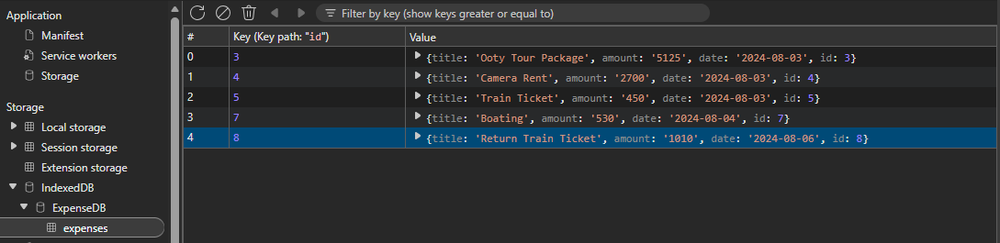 Application
Manifest
Service workers
Storage
Storage
Local storage
Session storage
Extension storage
IndexedDB
ExpenseDB
expenses
Filter by key (show keys greater or equal to)
# Key (Key path: "id") Value
0 3 {title: 'Ooty Tour Package', amount: '5125', date: '2024-08-03', id: 3}
1 4 {title: 'Camera Rent', amount: '2700', date: '2024-08-03', id: 4}
2 5 {title: 'Train Ticket', amount: '450', date: '2024-08-03', id: 5}
3 7 {title: 'Boating', amount: '530', date: '2024-08-04', id: 7}
4 8 {title: 'Return Train Ticket', amount: '1010', date: '2024-08-06', id: 8}